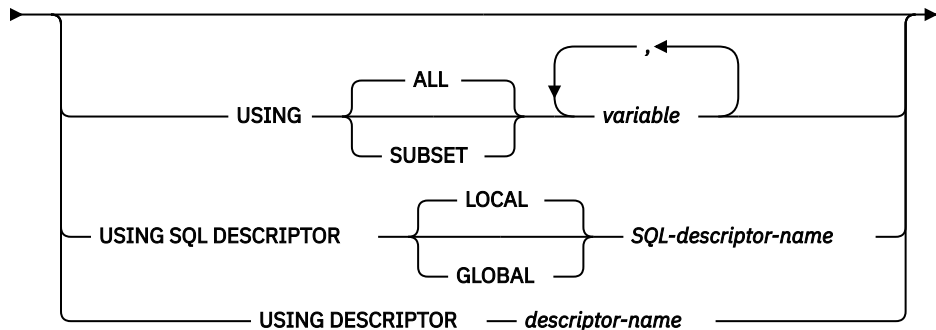 ,
ALL
USING variable
SUBSET
LOCAL
USING SQL DESCRIPTOR SQL-descriptor-name
GLOBAL
USING DESCRIPTOR descriptor-name